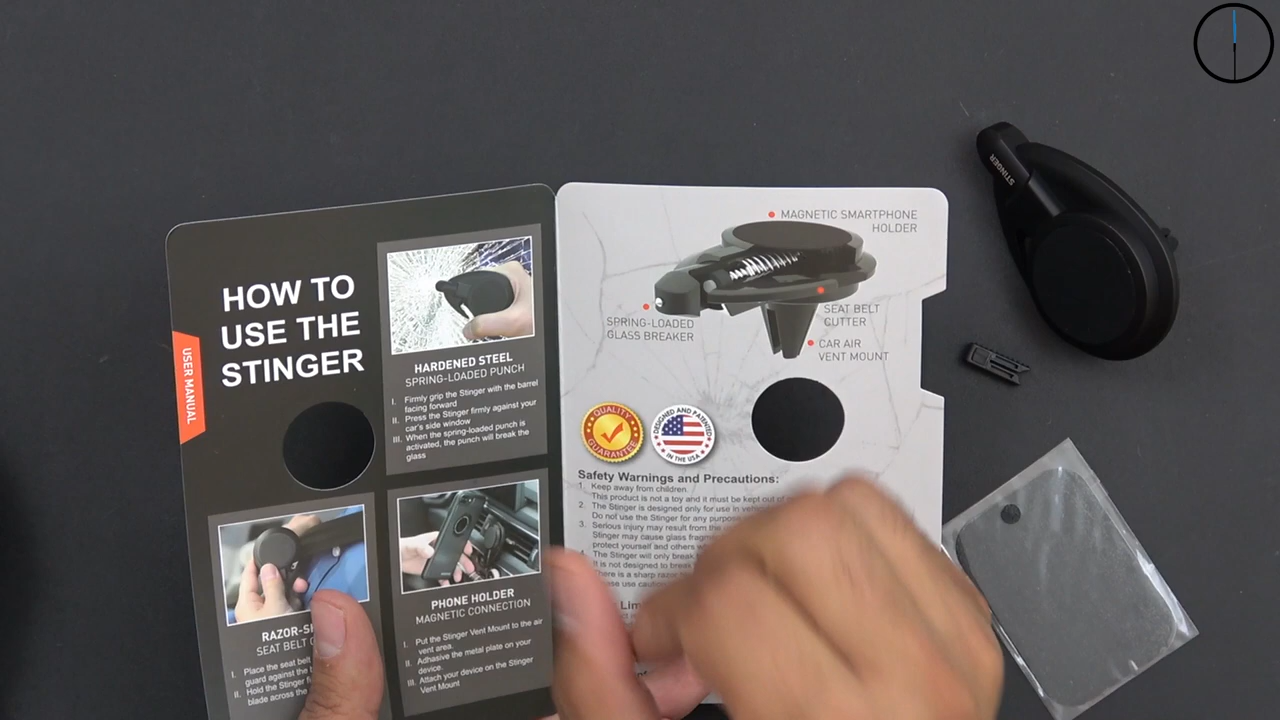 USER MANUAL
HOW TO
USE THE
STINGER
HARDENED STEEL
SPRING-LOADED PUNCH
I. Firmly grip the Stinger with the barrel
facing forward
II. Press the Stinger firmly against your
car's side window
III. When the spring-loaded punch is
activated, the punch will break the
glass
SEAT BELT
I. Place the seat belt
guard against the
II. Hold the Stinger
blade across
PHONE HOLDER
MAGNETIC CONNECTION
I. Put the Stinger Vent Mount to the air
vent area.
II. Adhasive the metal plate on your
device.
III. Attach your device on the Stinger
Vent Mount
MAGNETIC SMARTPHONE
HOLDER
SPRING-LOADED
GLASS BREAKER
SEAT BELT
CUTTER
CAR AIR
VENT MOUNT
QUALITY
GUARANTEE
DESIGNED AND PATENTED
IN THE USA
Safety Warnings and Precautions:
1. Keep away from children.
This product is not a toy and it must be kept out of
2. The Stinger is designed only for use in
Do not use the Stinger for any purpose
3. Serious injury may result from the
Stinger may cause glass
protect yourself and others
4. The Stinger will only break
It is not designed to break
There is a sharp razor
use
STINGER